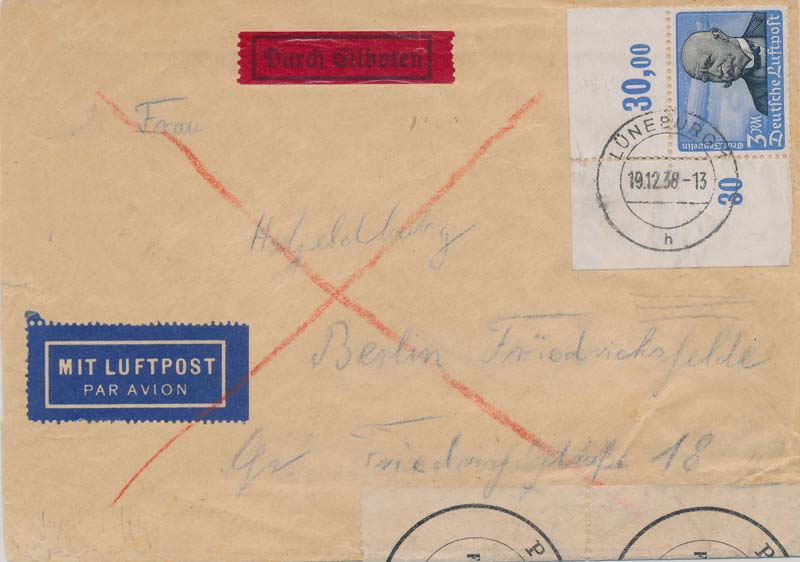 Durch Eilboten
30,00
Deutsche Luftpost
3 RM
Graf Zeppelin
30
LÜNEBURG
19.12.38.-13
h
Frau
MIT LUFTPOST
PAR AVION
Berlin Friedrichsfelde
Friedrichstraße 18
P
F
P
F